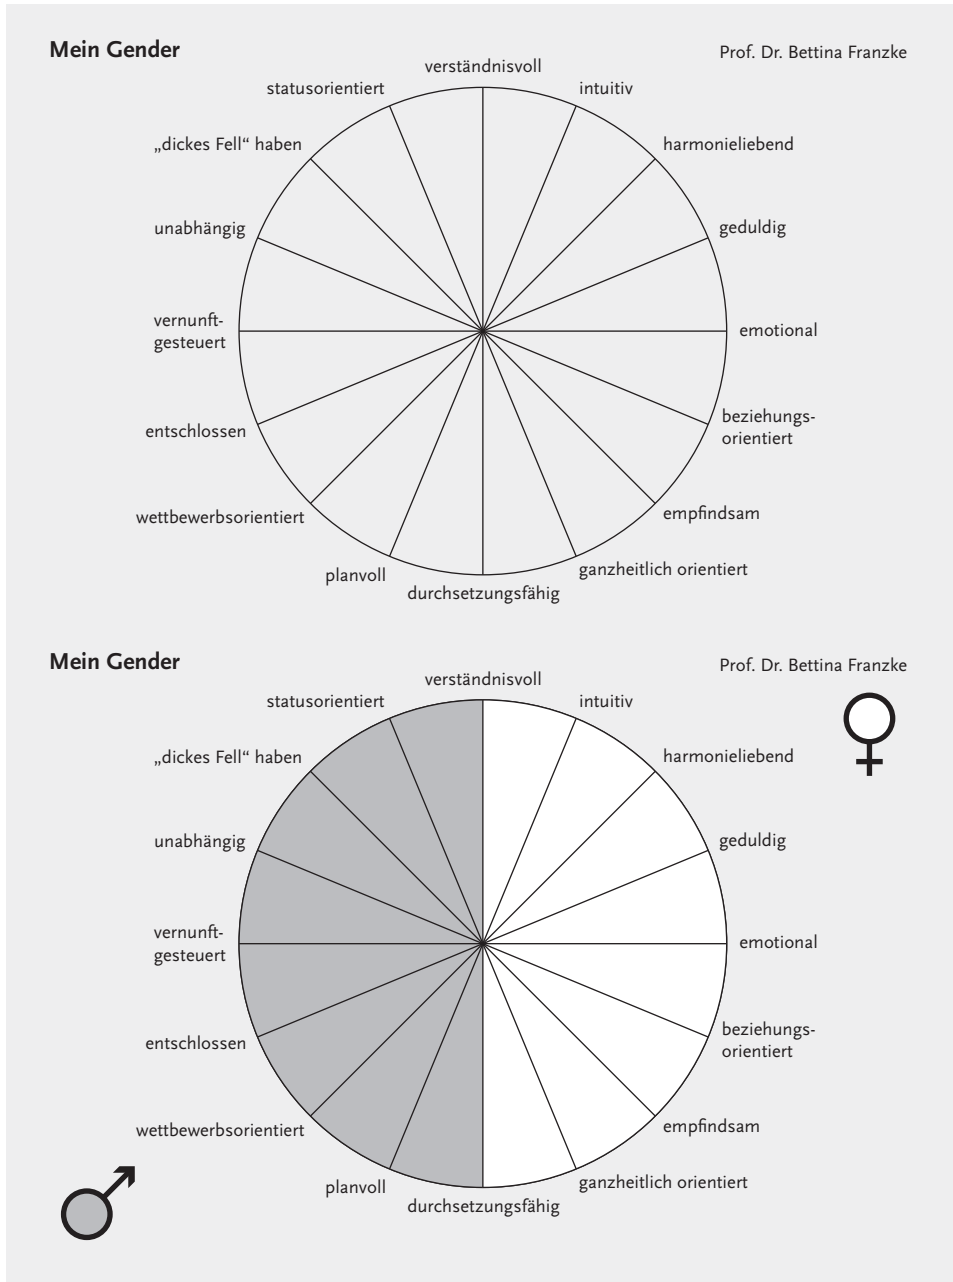 Mein Gender
Prof. Dr. Bettina Franzke
verständnisvoll
statusorientiert
intuitiv
„dickes Fell“ haben
harmonieliebend
unabhängig
geduldig
vernunft-
gesteuert
emotional
beziehungs-
orientiert
entschlossen
wettbewerbsorientiert
empfindsam
planvoll
ganzheitlich orientiert
durchsetzungsfähig
Mein Gender
Prof. Dr. Bettina Franzke
verständnisvoll
statusorientiert
intuitiv
„dickes Fell“ haben
harmonieliebend
unabhängig
geduldig
vernunft-
gesteuert
emotional
beziehungs-
orientiert
entschlossen
wettbewerbsorientiert
empfindsam
planvoll
ganzheitlich orientiert
durchsetzungsfähig